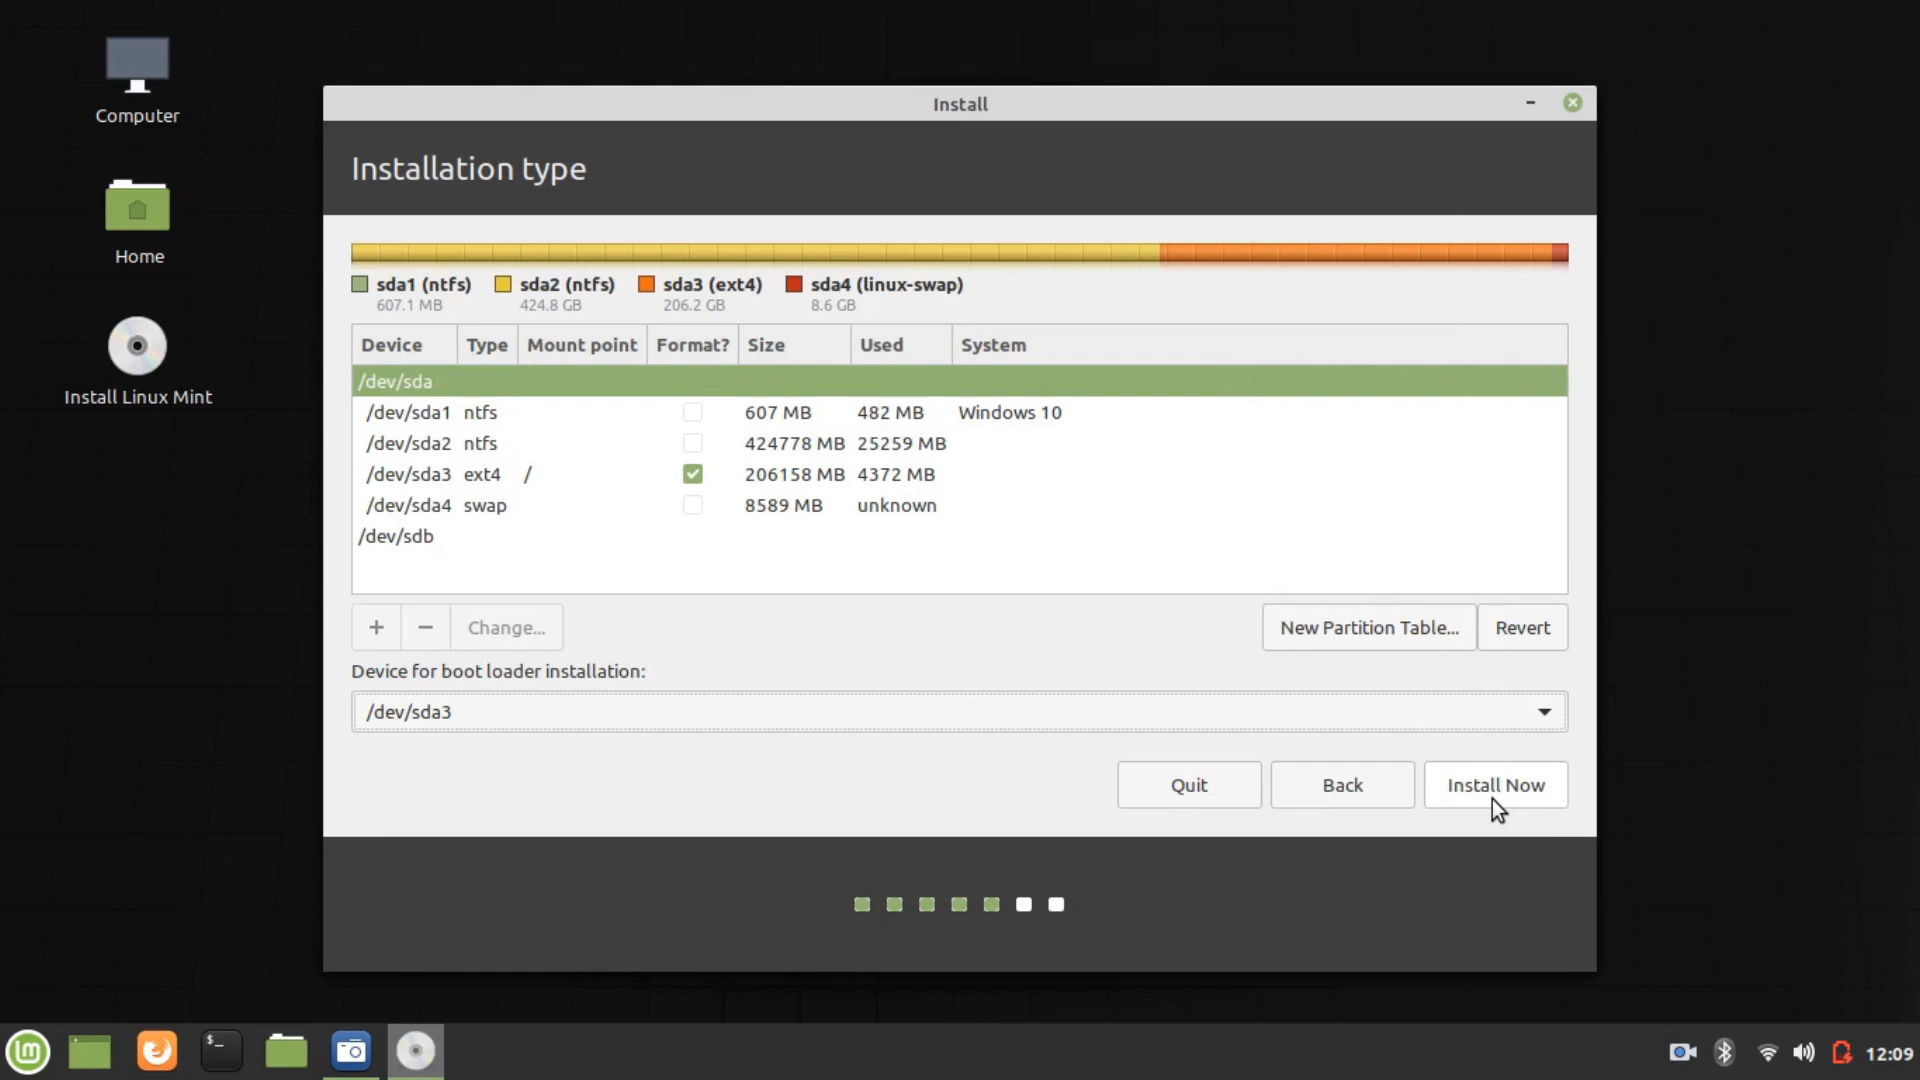 Computer
Home
Install Linux Mint
Install
Installation type
sda1 (ntfs) sda2 (ntfs) sda3 (ext4) sda4 (linux-swap)
607.1 MB 424.8 GB 206.2 GB 8.6 GB
Device Type Mount point Format? Size Used System
/dev/sda
/dev/sda1 ntfs 607 MB 482 MB Windows 10
/dev/sda2 ntfs 424778 MB 25259 MB
/dev/sda3 ext4 / 206158 MB 4372 MB
/dev/sda4 swap 8589 MB unknown
/dev/sdb
+ − Change... New Partition Table... Revert
Device for boot loader installation:
/dev/sda3
Quit Back Install Now
$_
12:09